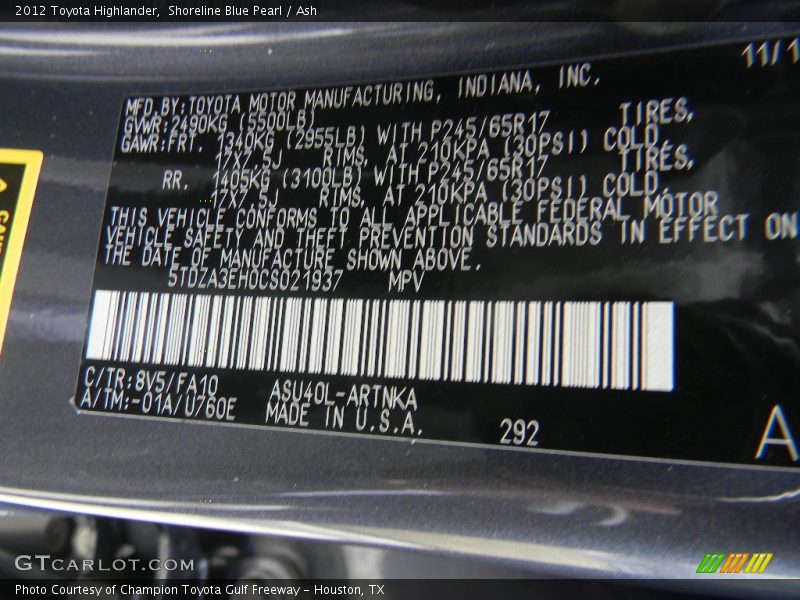 2012 Toyota Highlander,  Shoreline Blue Pearl / Ash
11/1
MFD.BY:TOYOTA MOTOR MANUFACTURING, INDIANA, INC.
GVWR:2490KG (5500LB)
GAWR:FRT. 1340KG (2955LB) WITH P245/65R17 TIRES,
17X7.5J RIMS, AT 210KPA (30PSI) COLD.
RR. 1405KG (3100LB) WITH P245/65R17 TIRES,
17X7.5J RIMS, AT 210KPA (30PSI) COLD.
THIS VEHICLE CONFORMS TO ALL APPLICABLE FEDERAL MOTOR
VEHICLE SAFETY AND THEFT PREVENTION STANDARDS IN EFFECT ON
THE DATE OF MANUFACTURE SHOWN ABOVE.
5TDZA3EH0CS021937 MPV
C/TR:8V5/FA10 ASU40L-ARTNKA
A/TM:-01A/U760E MADE IN U.S.A.
292
A
GTCARLOT.COM
Photo Courtesy of Champion Toyota Gulf Freeway - Houston, TX